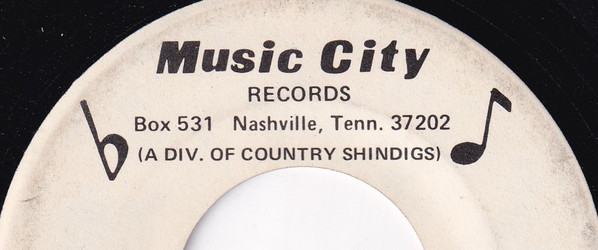 Music City
RECORDS
Box 531 Nashville, Tenn. 37202
(A DIV. OF COUNTRY SHINDIGS)